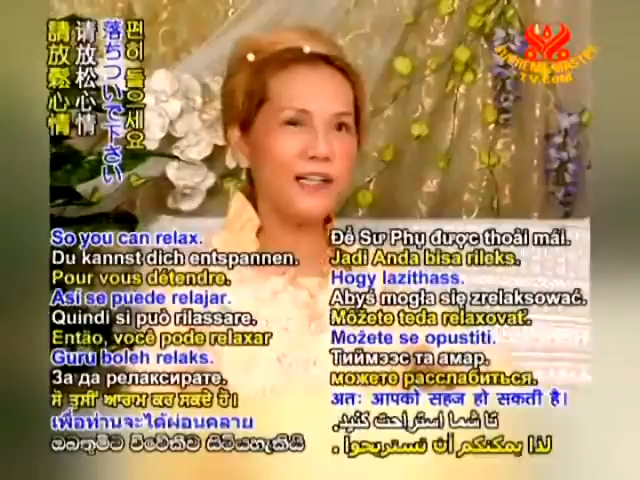 請放鬆心情
请放松心情
落ちついで下さい
편히 들으세요
SUPREME MASTER
TV.COM
So you can relax.
Du kannst dich entspannen.
Pour vous détendre.
Así se puede relajar.
Quindi si può rilassare.
Então, você pode relaxar
Guru boleh relaks.
За да релаксирате.
ਸੋ ਤੁਸੀਂ ਆਰਾਮ ਕਰ ਸਕਦੇ ਹੋ।
เพื่อท่านจะได้ผ่อนคลาย
ඔබතුමිට විවේකීව සිටියහැකියි
Để Sư Phụ được thoải mái.
Jadi Anda bisa rileks.
Hogy lazíthass.
Abyś mogła się zrelaksować.
Môžete teda relaxovať.
Možete se opustiti.
Тиймээс та амар.
можете расслабиться.
अतः आपको सहज हो सकती है।
تا شما استراحت کنید.
لذا يمكنكم أن تستريحوا .